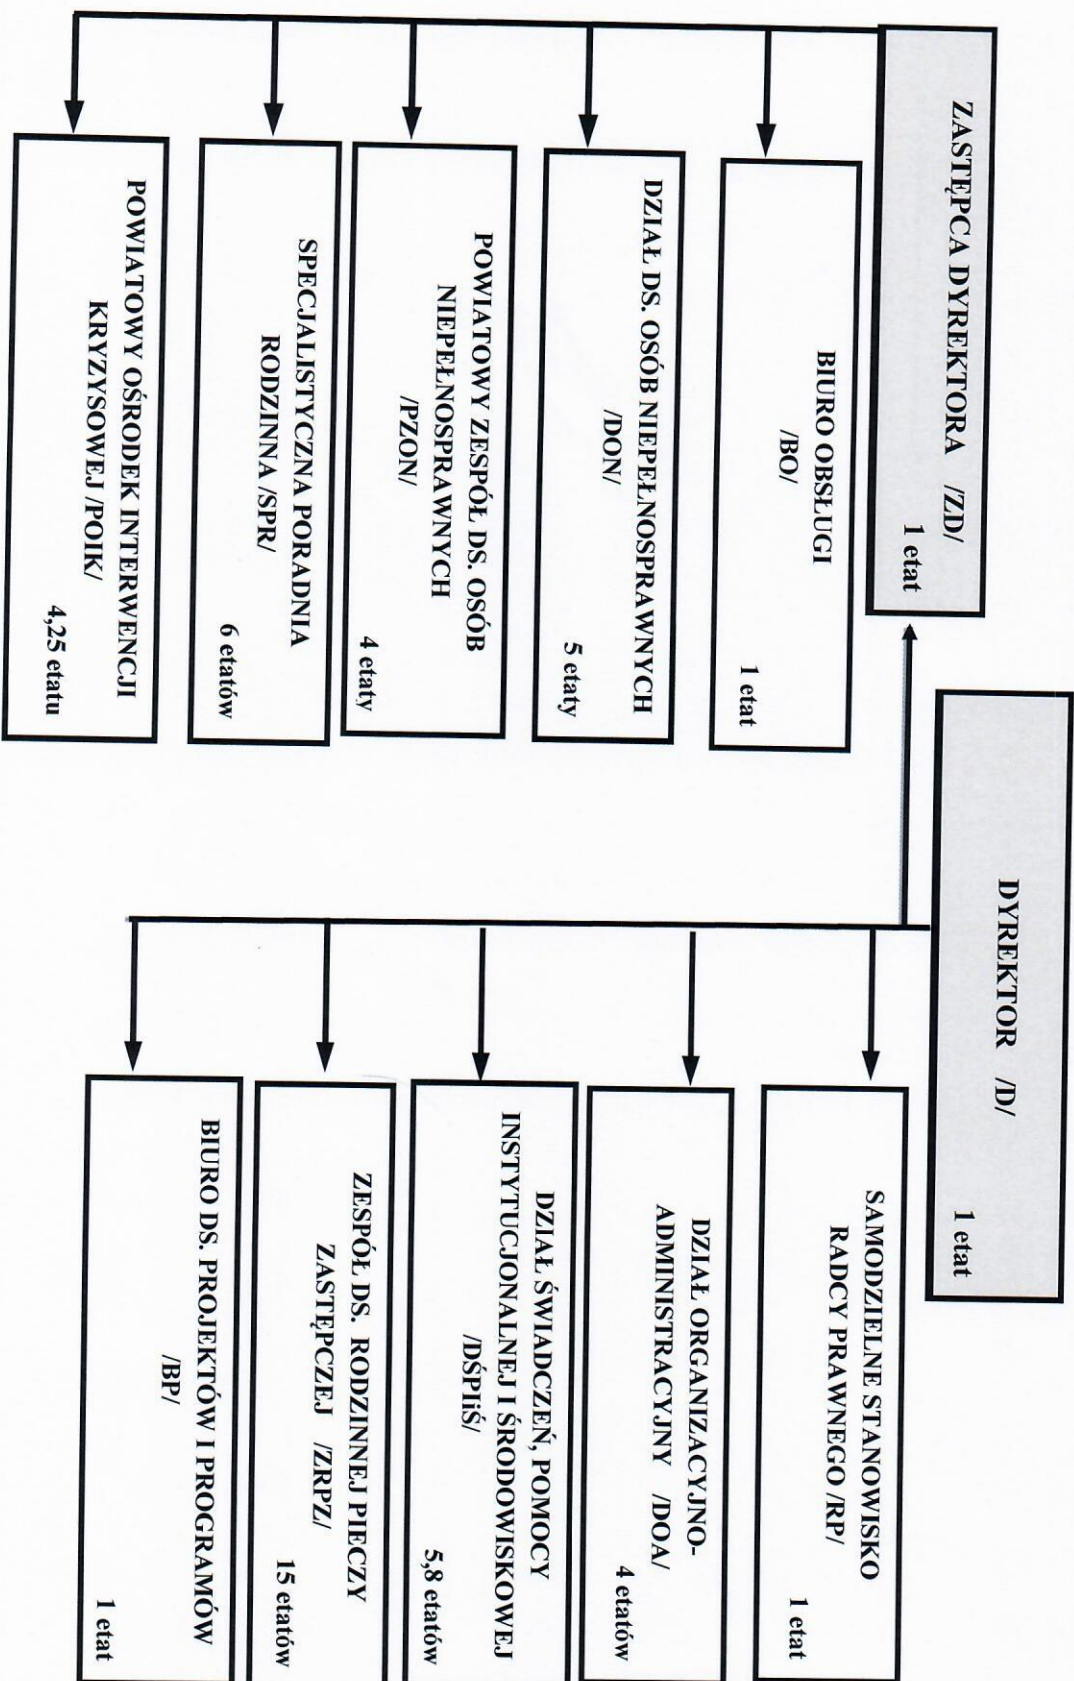 DYREKTOR /D/
1 etat
ZASTĘPCA DYREKTORA /ZD/
1 etat
BIURO OBSŁUGI
/BO/
1 etat
DZIAŁ DS. OSÓB NIEPEŁNOSPRAWNYCH
/DON/
5 etaty
POWIATOWY ZESPÓŁ DS. OSÓB
NIEPEŁNOSPRAWNYCH
/PZON/
4 etaty
SPECJALISTYCZNA PORADNIA
RODZINNA /SPR/
6 etatów
POWIATOWY OŚRODEK INTERWENCJI
KRYZYSOWEJ /POIK/
4,25 etatu
SAMODZIELNE STANOWISKO
RADCY PRAWNEGO /RP/
1 etat
DZIAŁ ORGANIZACYJNO-
ADMINISTRACYJNY /DOA/
4 etatów
DZIAŁ ŚWIADCZEŃ, POMOCY
INSTYTUCJONALNEJ I ŚRODOWISKOWEJ
/DŚPIiŚ/
5,8 etatów
ZESPÓŁ DS. RODZINNEJ PIECZY
ZASTĘPCZEJ /ZRPZ/
15 etatów
BIURO DS. PROJEKTÓW I PROGRAMÓW
/BP/
1 etat